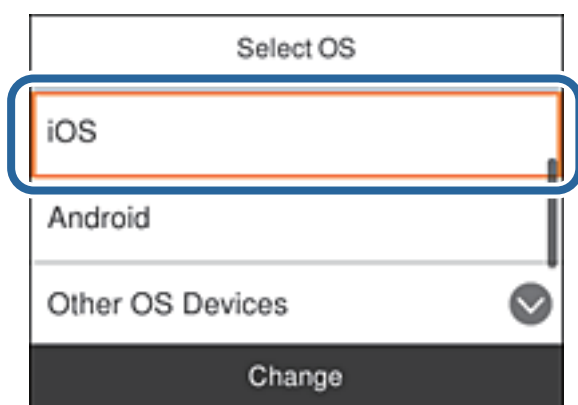 Select OS
iOS
Android
Other OS Devices
Change